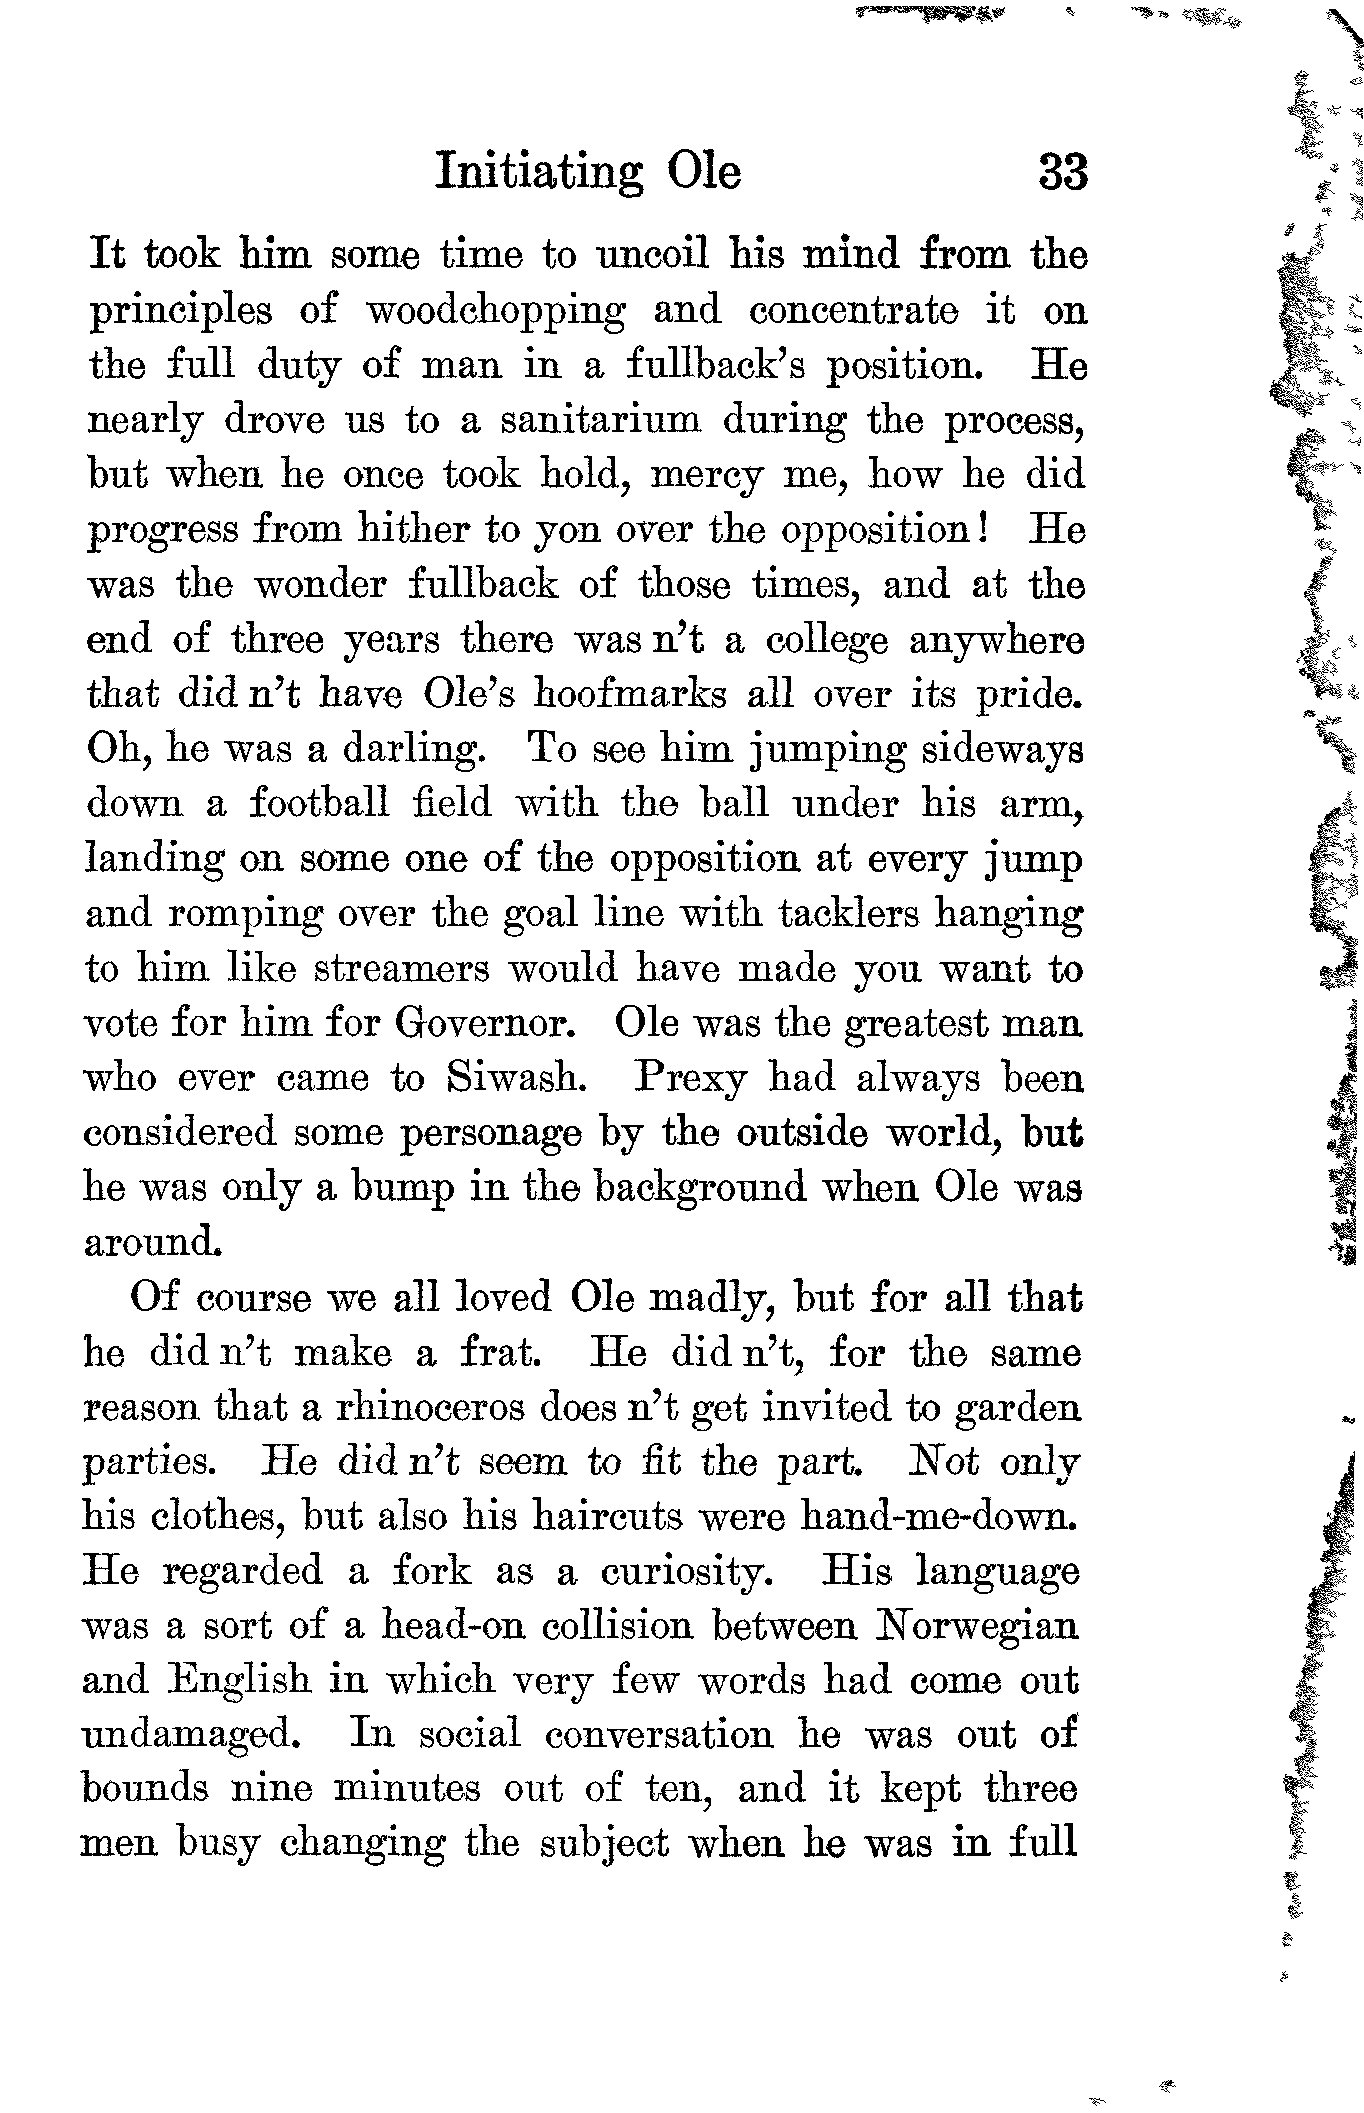 Initiating Ole 33
It took him some time to uncoil his mind from the
principles of woodchopping and concentrate it on
the full duty of man in a fullback's position. He
nearly drove us to a sanitarium during the process,
but when he once took hold, mercy me, how he did
progress from hither to yon over the opposition! He
was the wonder fullback of those times, and at the
end of three years there was n't a college anywhere
that did n't have Ole's hoofmarks all over its pride.
Oh, he was a darling. To see him jumping sideways
down a football field with the ball under his arm,
landing on some one of the opposition at every jump
and romping over the goal line with tacklers hanging
to him like streamers would have made you want to
vote for him for Governor. Ole was the greatest man
who ever came to Siwash. Prexy had always been
considered some personage by the outside world, but
he was only a bump in the background when Ole was
around.
Of course we all loved Ole madly, but for all that
he did n't make a frat. He did n't, for the same
reason that a rhinoceros does n't get invited to garden
parties. He did n't seem to fit the part. Not only
his clothes, but also his haircuts were hand-me-down.
He regarded a fork as a curiosity. His language
was a sort of a head-on collision between Norwegian
and English in which very few words had come out
undamaged. In social conversation he was out of
bounds nine minutes out of ten, and it kept three
men busy changing the subject when he was in full